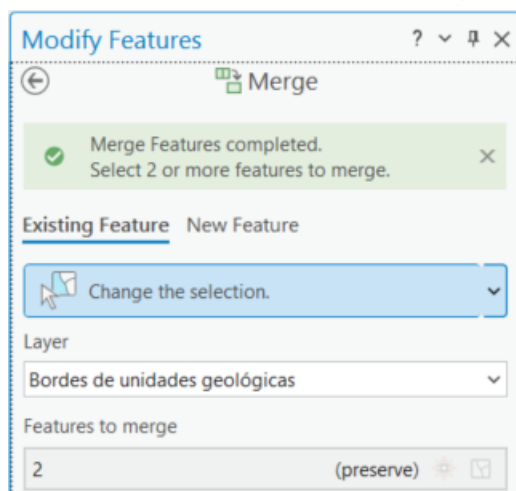 Modify Features ?
Merge
Merge Features completed.
Select 2 or more features to merge.
Existing Feature New Feature
Change the selection.
Layer
Bordes de unidades geológicas
Features to merge
2 (preserve)